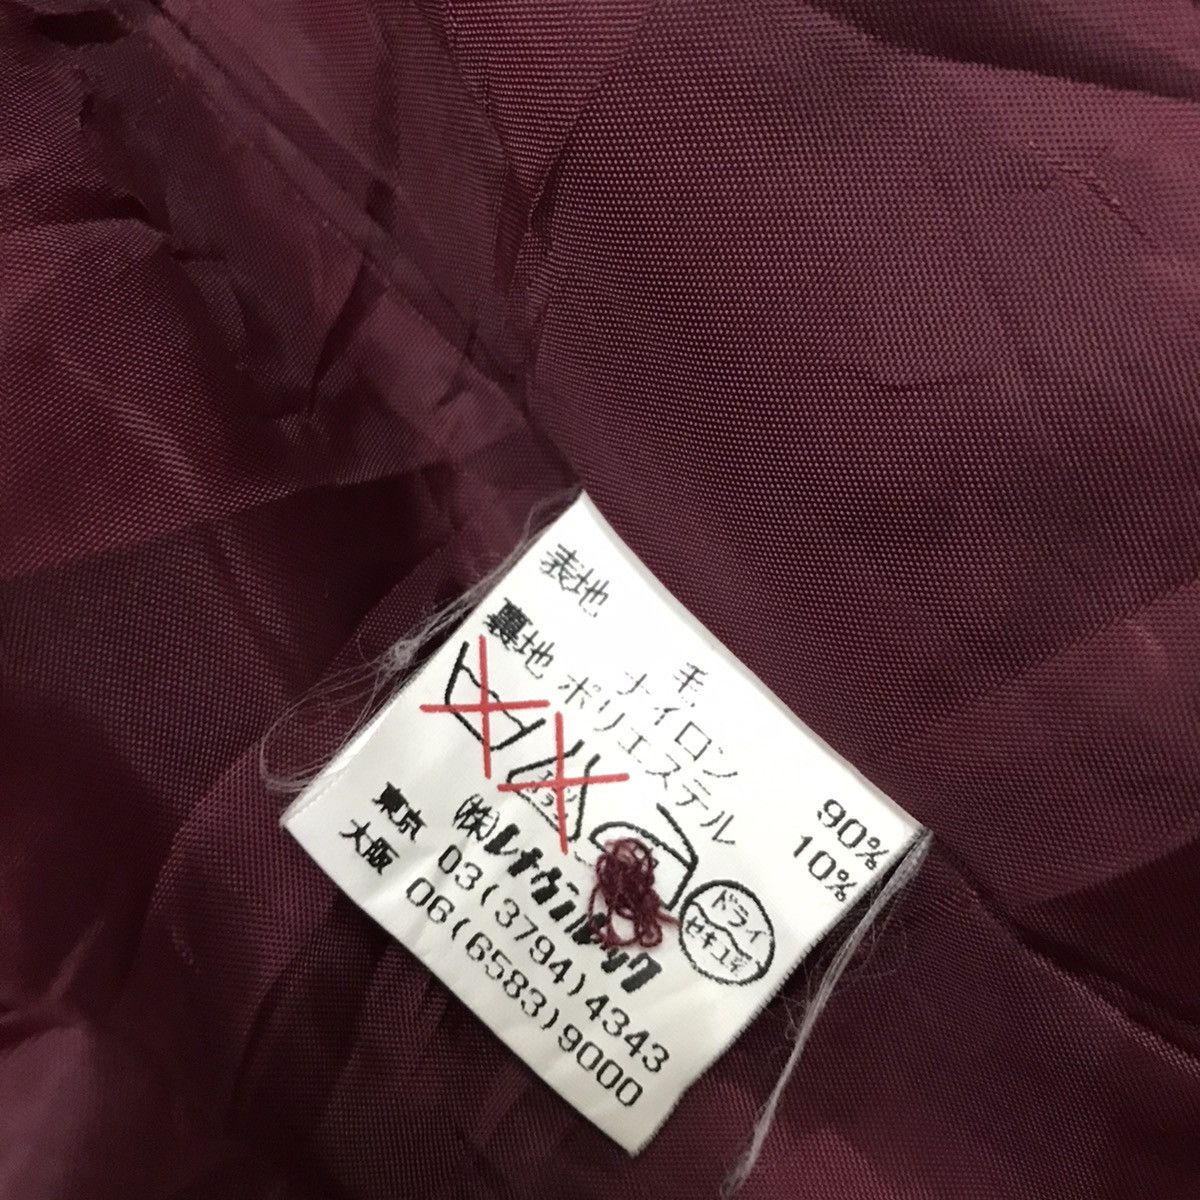 表地
毛 90%
ナイロン 10%
裏地 ポリエステル
ドライ
セキユ系
(株)レナウンルック
東京 03(3794)4343
大阪 06(6583)9000